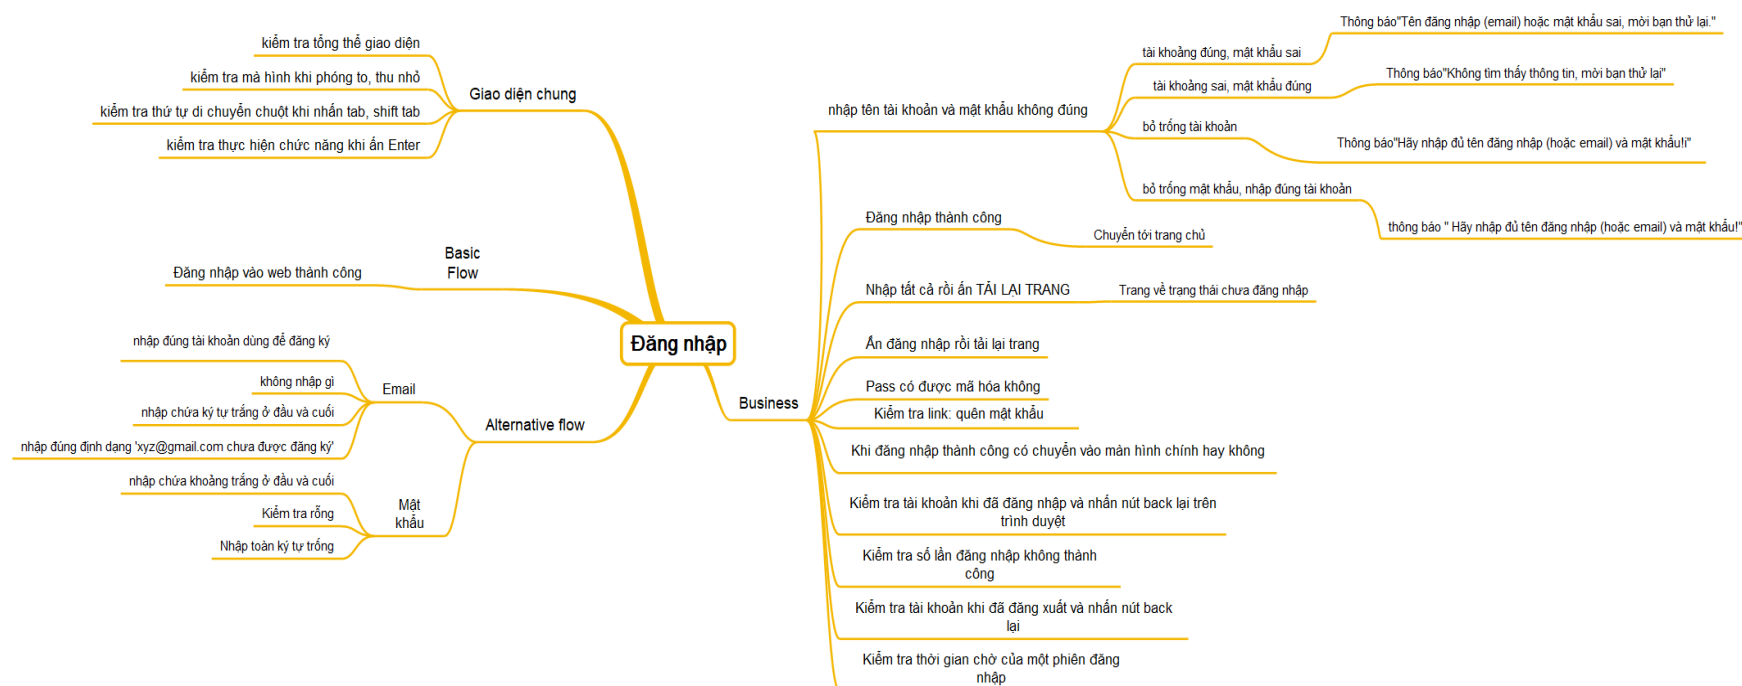 Đăng nhập
Giao diện chung
kiểm tra tổng thể giao diện
kiểm tra mà hình khi phóng to, thu nhỏ
kiểm tra thứ tự di chuyển chuột khi nhấn tab, shift tab
kiểm tra thực hiện chức năng khi ấn Enter
Basic
Flow
Đăng nhập vào web thành công
Alternative flow
Email
nhập đúng tài khoản dùng để đăng ký
không nhập gì
nhập chứa ký tự trắng ở đầu và cuối
nhập đúng định dạng 'xyz@gmail.com chưa được đăng ký'
Mật
khẩu
nhập chứa khoảng trắng ở đầu và cuối
Kiểm tra rỗng
Nhập toàn ký tự trống
Business
nhập tên tài khoản và mật khẩu không đúng
tài khoảng đúng, mật khẩu sai
Thông báo"Tên đăng nhập (email) hoặc mật khẩu sai, mời bạn thử lại."
tài khoảng sai, mật khẩu đúng
Thông báo"Không tìm thấy thông tin, mời bạn thử lại"
bỏ trống tài khoản
Thông báo"Hãy nhập đủ tên đăng nhập (hoặc email) và mật khẩu!i"
bỏ trống mật khẩu, nhập đúng tài khoản
thông báo " Hãy nhập đủ tên đăng nhập (hoặc email) và mật khẩu!"
Đăng nhập thành công
Chuyển tới trang chủ
Nhập tất cả rồi ấn TẢI LẠI TRANG
Trang về trạng thái chưa đăng nhập
Ấn đăng nhập rồi tải lại trang
Pass có được mã hóa không
Kiểm tra link: quên mật khẩu
Khi đăng nhập thành công có chuyển vào màn hình chính hay không
Kiểm tra tài khoản khi đã đăng nhập và nhấn nút back lại trên
trình duyệt
Kiểm tra số lần đăng nhập không thành
công
Kiểm tra tài khoản khi đã đăng xuất và nhấn nút back
lại
Kiểm tra thời gian chờ của một phiên đăng
nhập